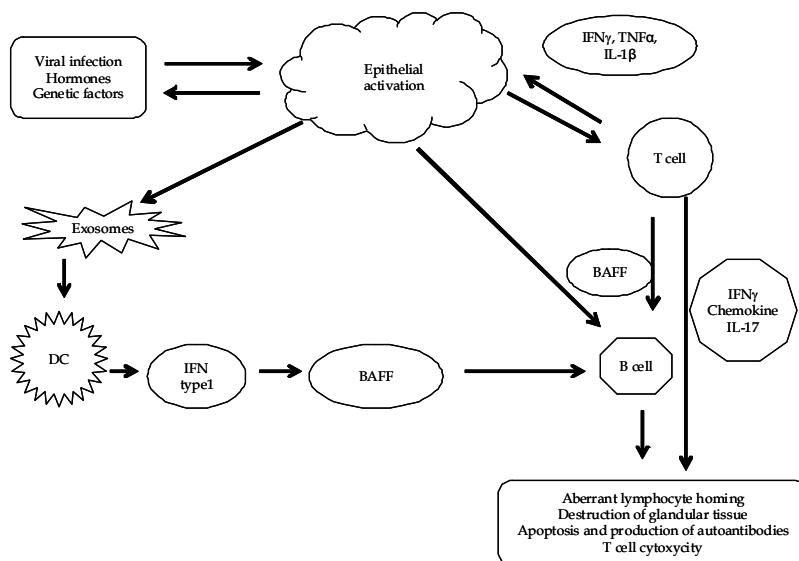 Viral infection
Hormones
Genetic factors
Epithelial
activation
IFNγ, TNFα,
IL-1β
T cell
Exosomes
BAFF
IFNγ
Chemokine
IL-17
DC
IFN
type1
BAFF
B cell
Aberrant lymphocyte homing
Destruction of glandular tissue
Apoptosis and production of autoantibodies
T cell cytoxycity